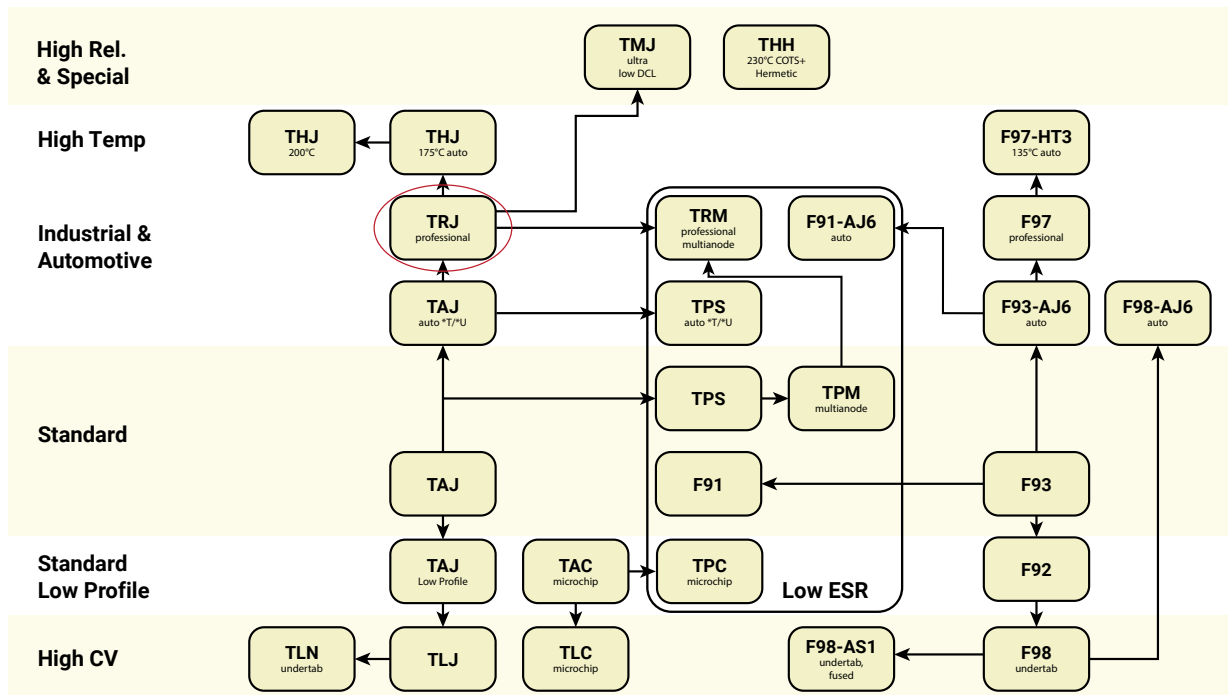 High Rel.
& Special
TMJ
ultra
low DCL
THH
230°C COTS+
Hermetic
High Temp
THJ
200°C
THJ
175°C auto
F97-HT3
135°C auto
Industrial &
Automotive
TRJ
professional
TRM
professional
multianode
F91-AJ6
auto
F97
professional
TAJ
auto *T/*U
TPS
auto *T/*U
F93-AJ6
auto
F98-AJ6
auto
Standard
TPS
TPM
multianode
TAJ
F91
F93
Standard
Low Profile
TAJ
Low Profile
TAC
microchip
TPC
microchip
Low ESR
F92
High CV
TLN
undertab
TLJ
TLC
microchip
F98-AS1
undertab,
fused
F98
undertab